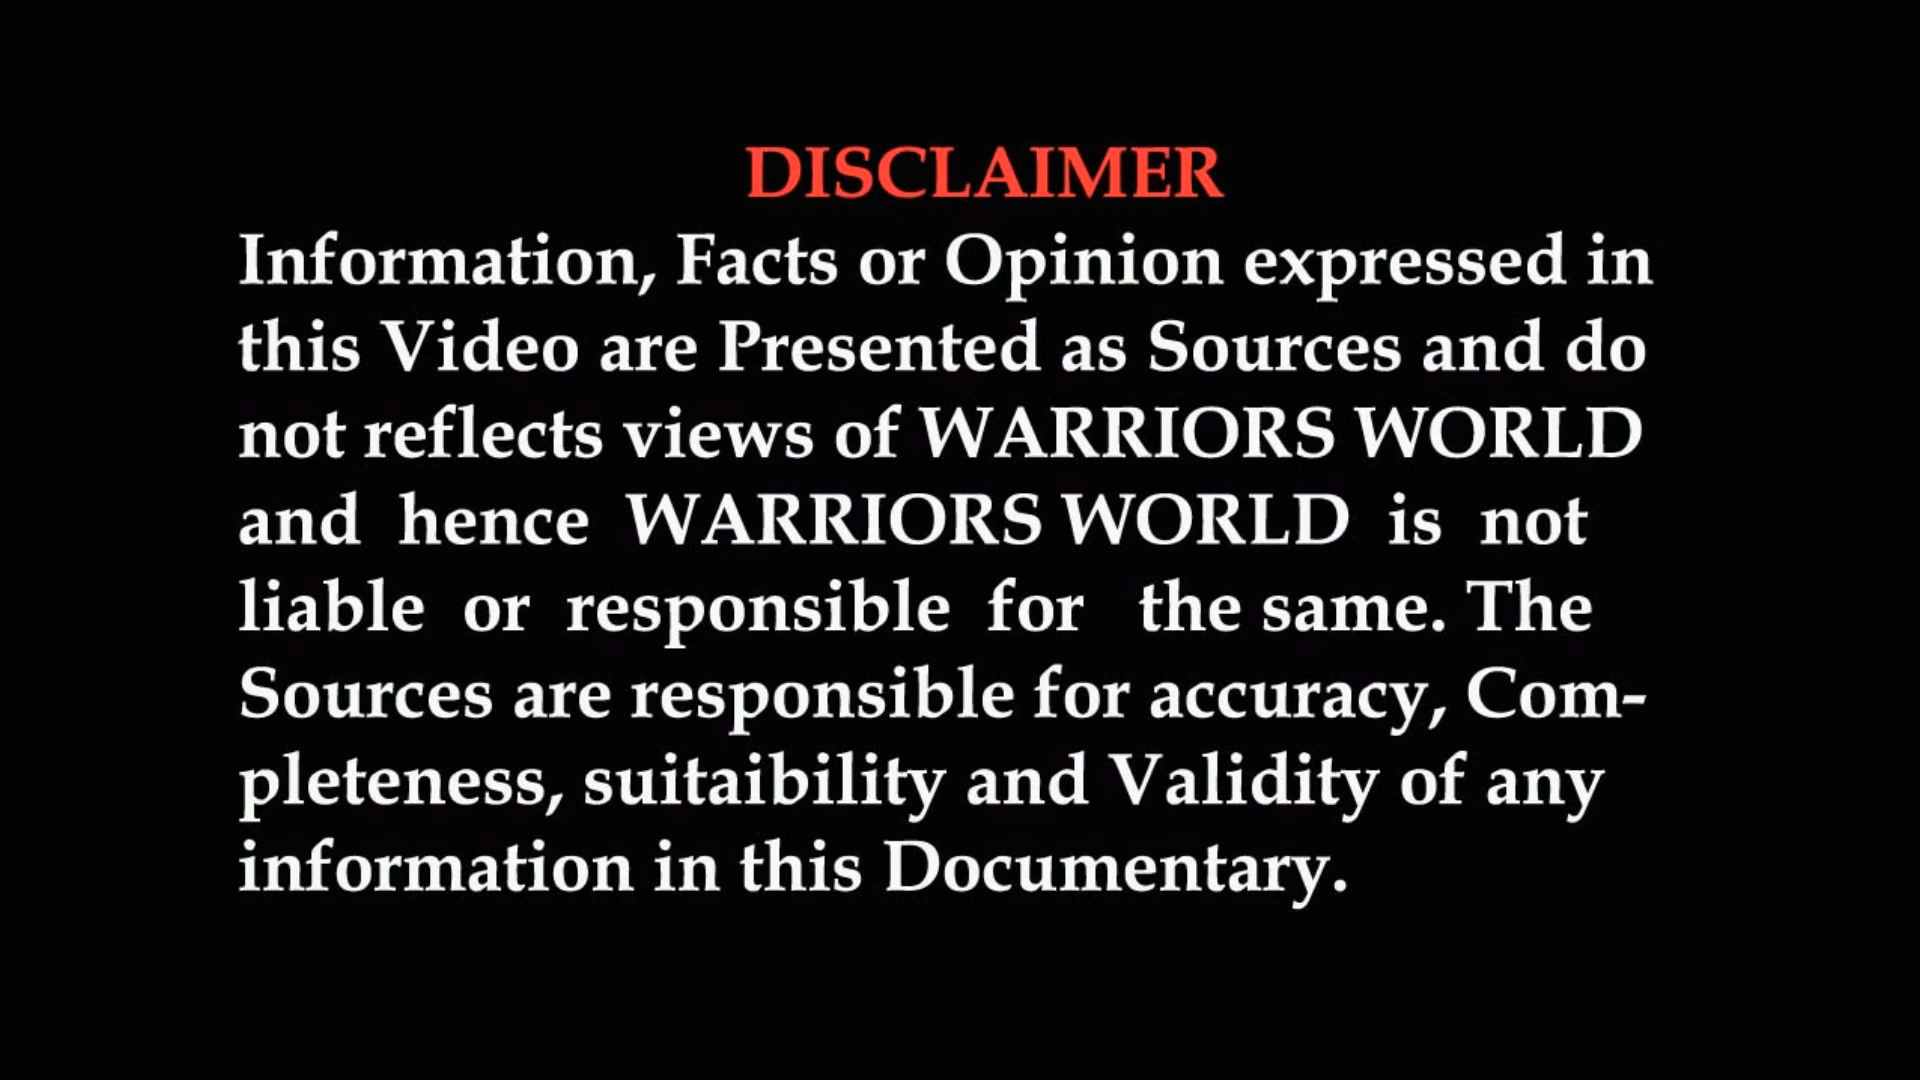 DISCLAIMER
Information, Facts or Opinion expressed in
this Video are Presented as Sources and do
not reflects views of WARRIORS WORLD
and hence WARRIORS WORLD is not
liable or responsible for the same. The
Sources are responsible for accuracy, Com-
pleteness, suitaibility and Validity of any
information in this Documentary.